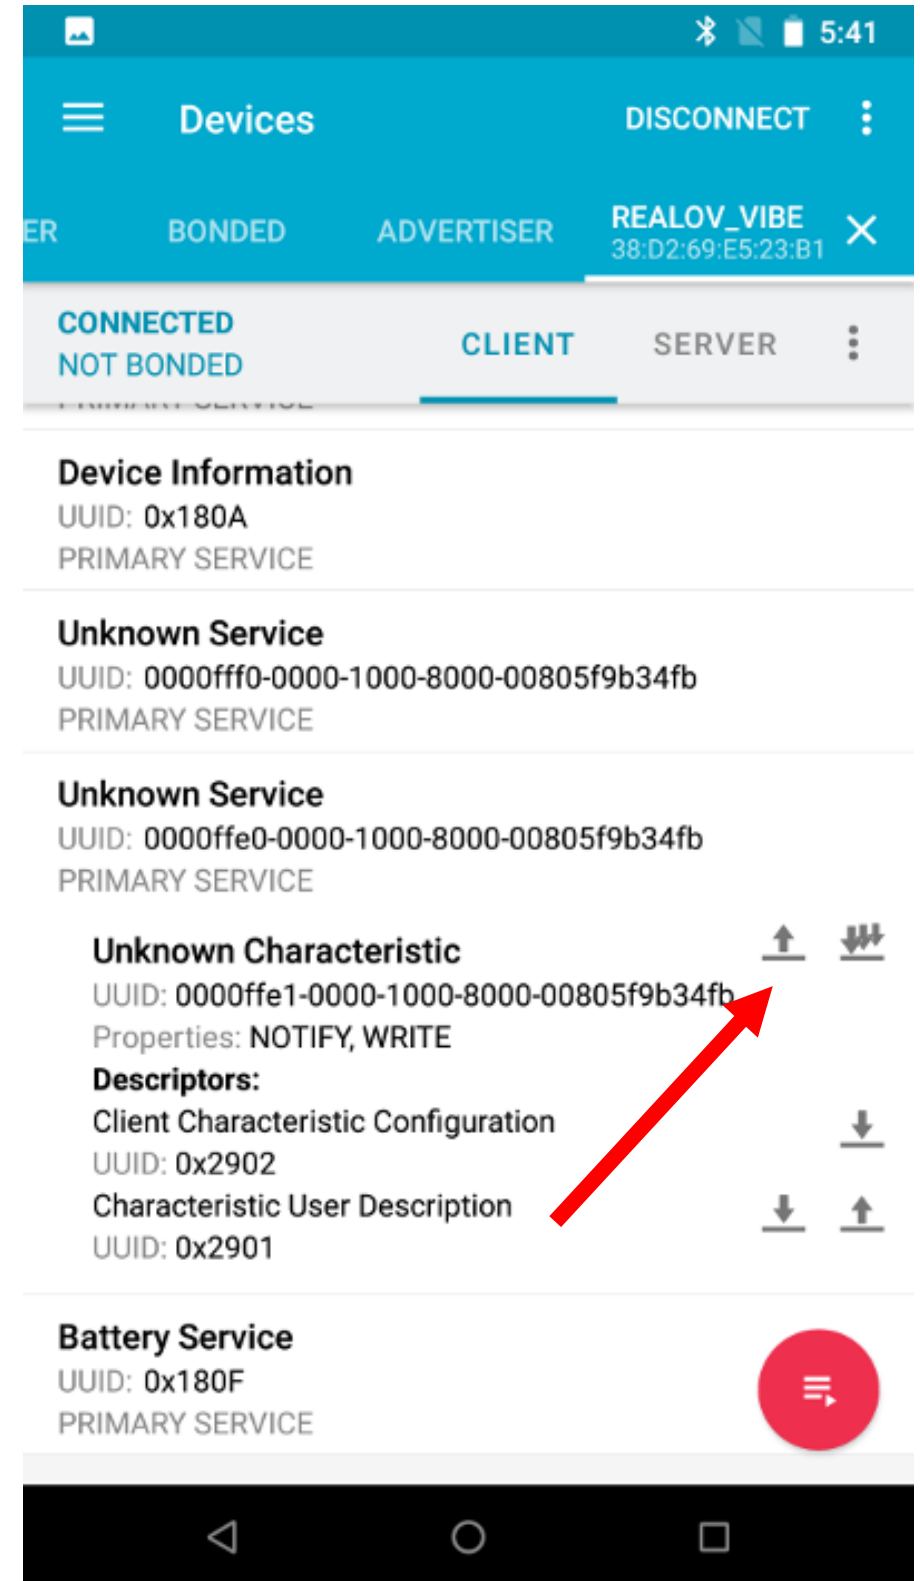 5:41
Devices DISCONNECT
ER BONDED ADVERTISER REALOV_VIBE
38:D2:69:E5:23:B1
CONNECTED
NOT BONDED
CLIENT SERVER
PRIMARY SERVICE
Device Information
UUID: 0x180A
PRIMARY SERVICE
Unknown Service
UUID: 0000fff0-0000-1000-8000-00805f9b34fb
PRIMARY SERVICE
Unknown Service
UUID: 0000ffe0-0000-1000-8000-00805f9b34fb
PRIMARY SERVICE
Unknown Characteristic
UUID: 0000ffe1-0000-1000-8000-00805f9b34fb
Properties: NOTIFY, WRITE
Descriptors:
Client Characteristic Configuration
UUID: 0x2902
Characteristic User Description
UUID: 0x2901
Battery Service
UUID: 0x180F
PRIMARY SERVICE